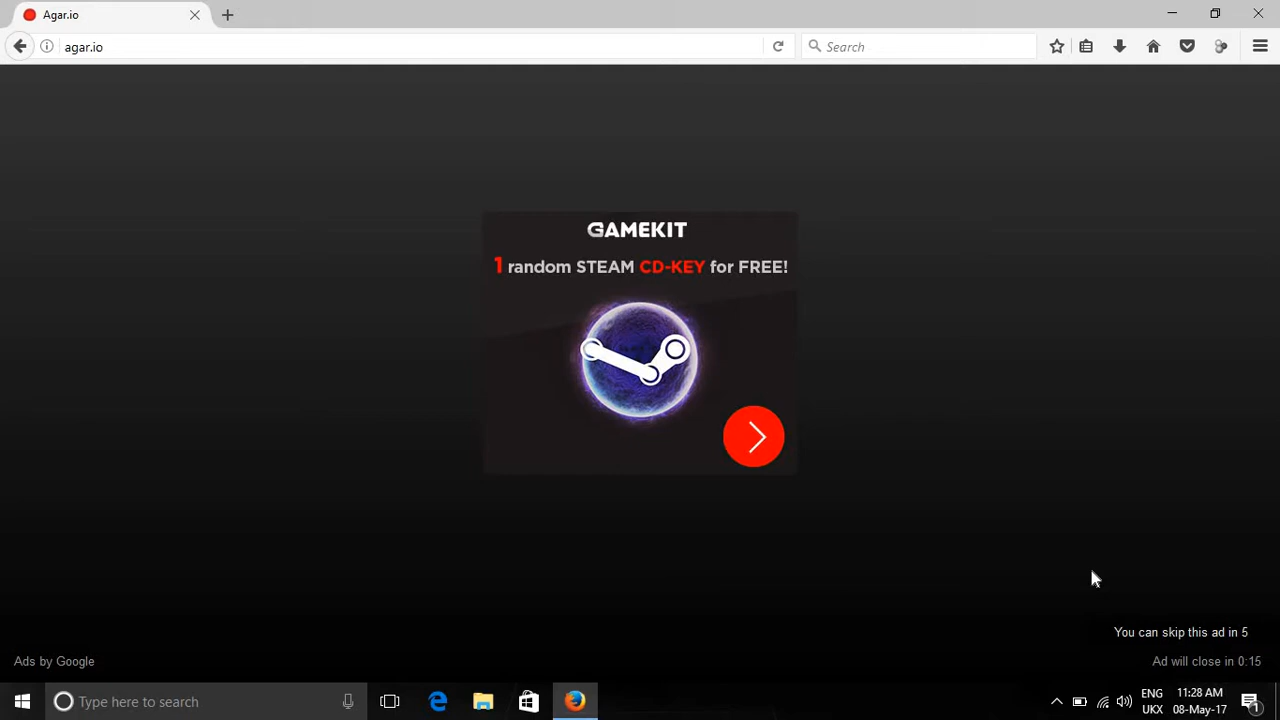 Agar.io
agar.io
Search
GAMEKIT
1 random STEAM CD-KEY for FREE!
You can skip this ad in 5
Ads by Google
Ad will close in 0:15
Type here to search
ENG
UKX
11:28 AM
08-May-17
1